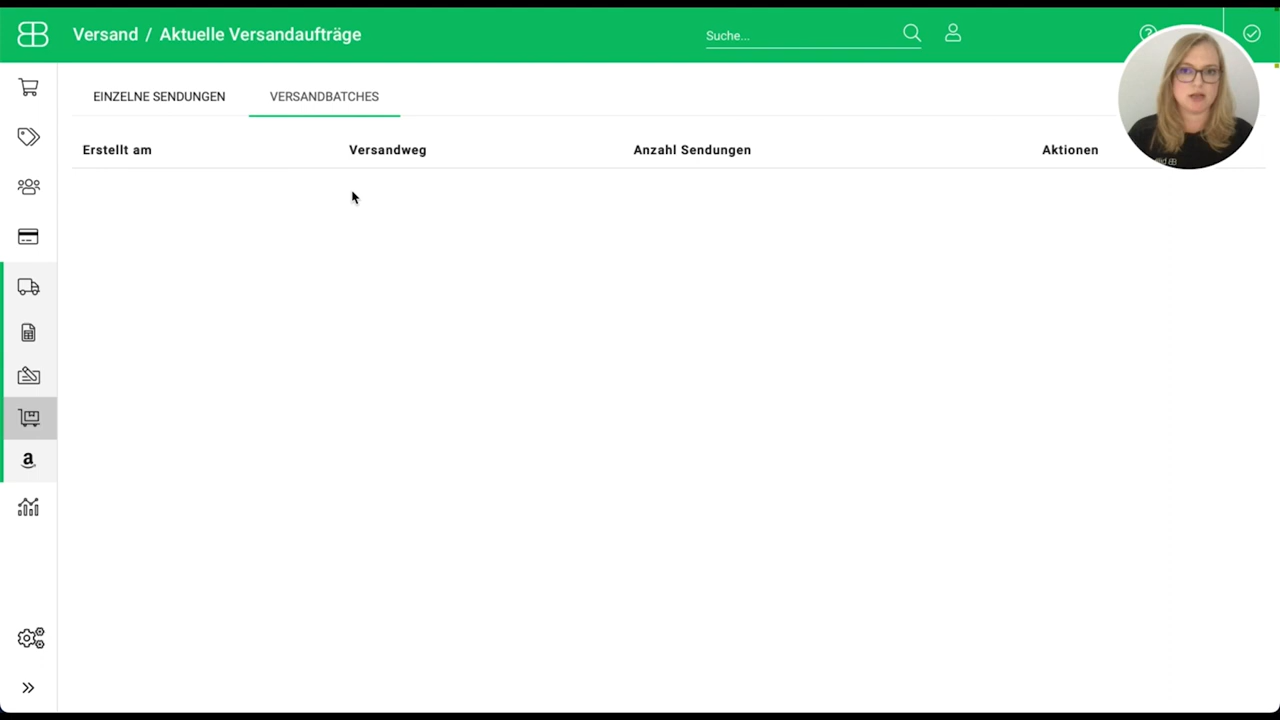 Versand / Aktuelle Versandaufträge
Suche...
EINZELNE SENDUNGEN
VERSANDBATCHES
Erstellt am
Versandweg
Anzahl Sendungen
Aktionen